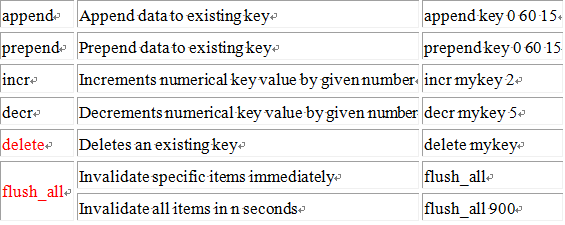 append Append data to existing key append key 0 60 15
prepend Prepend data to existing key prepend key 0 60 15
incr Increments numerical key value by given number incr mykey 2
decr Decrements numerical key value by given number decr mykey 5
delete Deletes an existing key delete mykey
flush_all Invalidate specific items immediately flush_all
Invalidate all items in n seconds flush_all 900